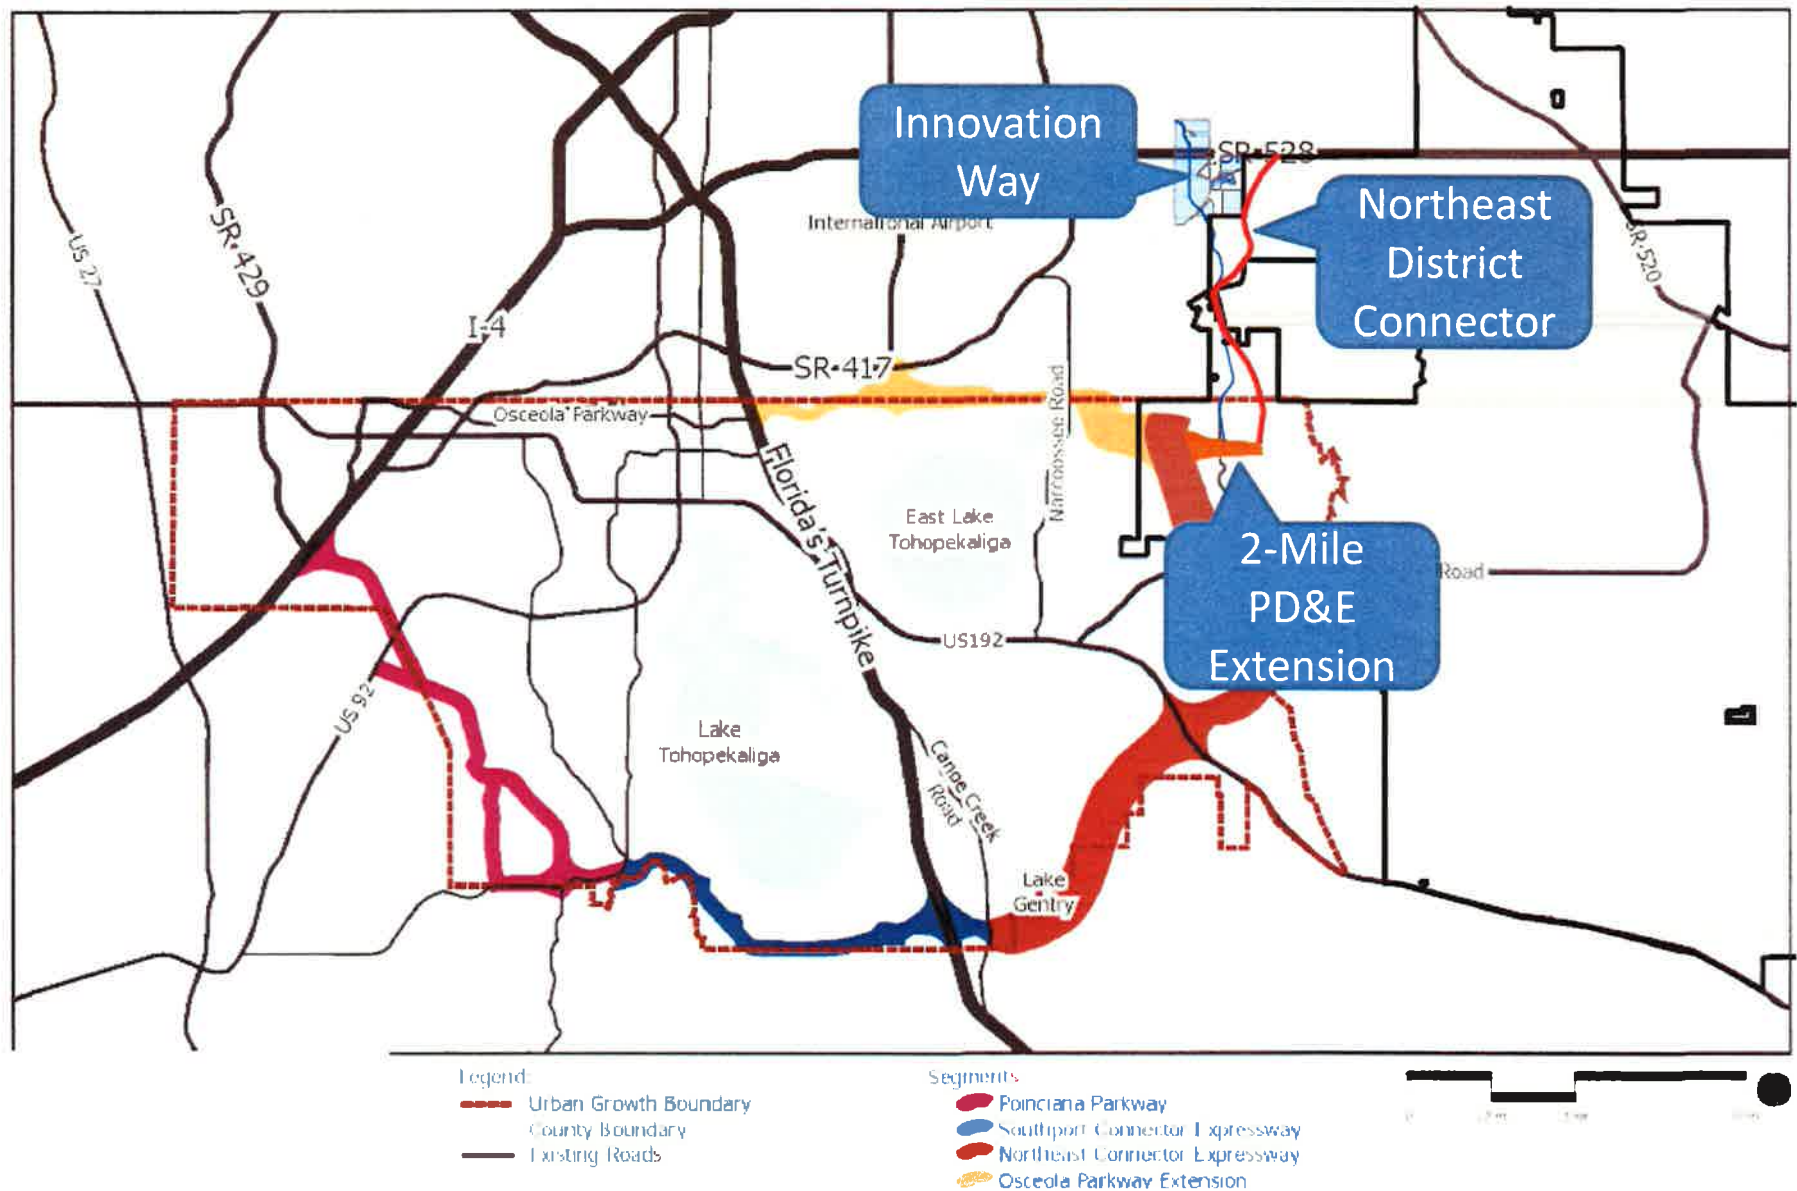 Innovation
Way
SR-528
Northeast
District
Connector
International Airport
SR-429
US 27
SR-520
I-4
SR-417
Osceola Parkway
Narcoossee Road
Florida's Turnpike
East Lake
Tohopekaliga
2-Mile
PD&E
Extension
Road
US192
US 92
Lake
Tohopekaliga
Canoe Creek
Road
Lake
Gentry
Legend:
Urban Growth Boundary
County Boundary
Existing Roads
Segments
Poinciana Parkway
Southport Connector Expressway
Northeast Connector Expressway
Osceola Parkway Extension